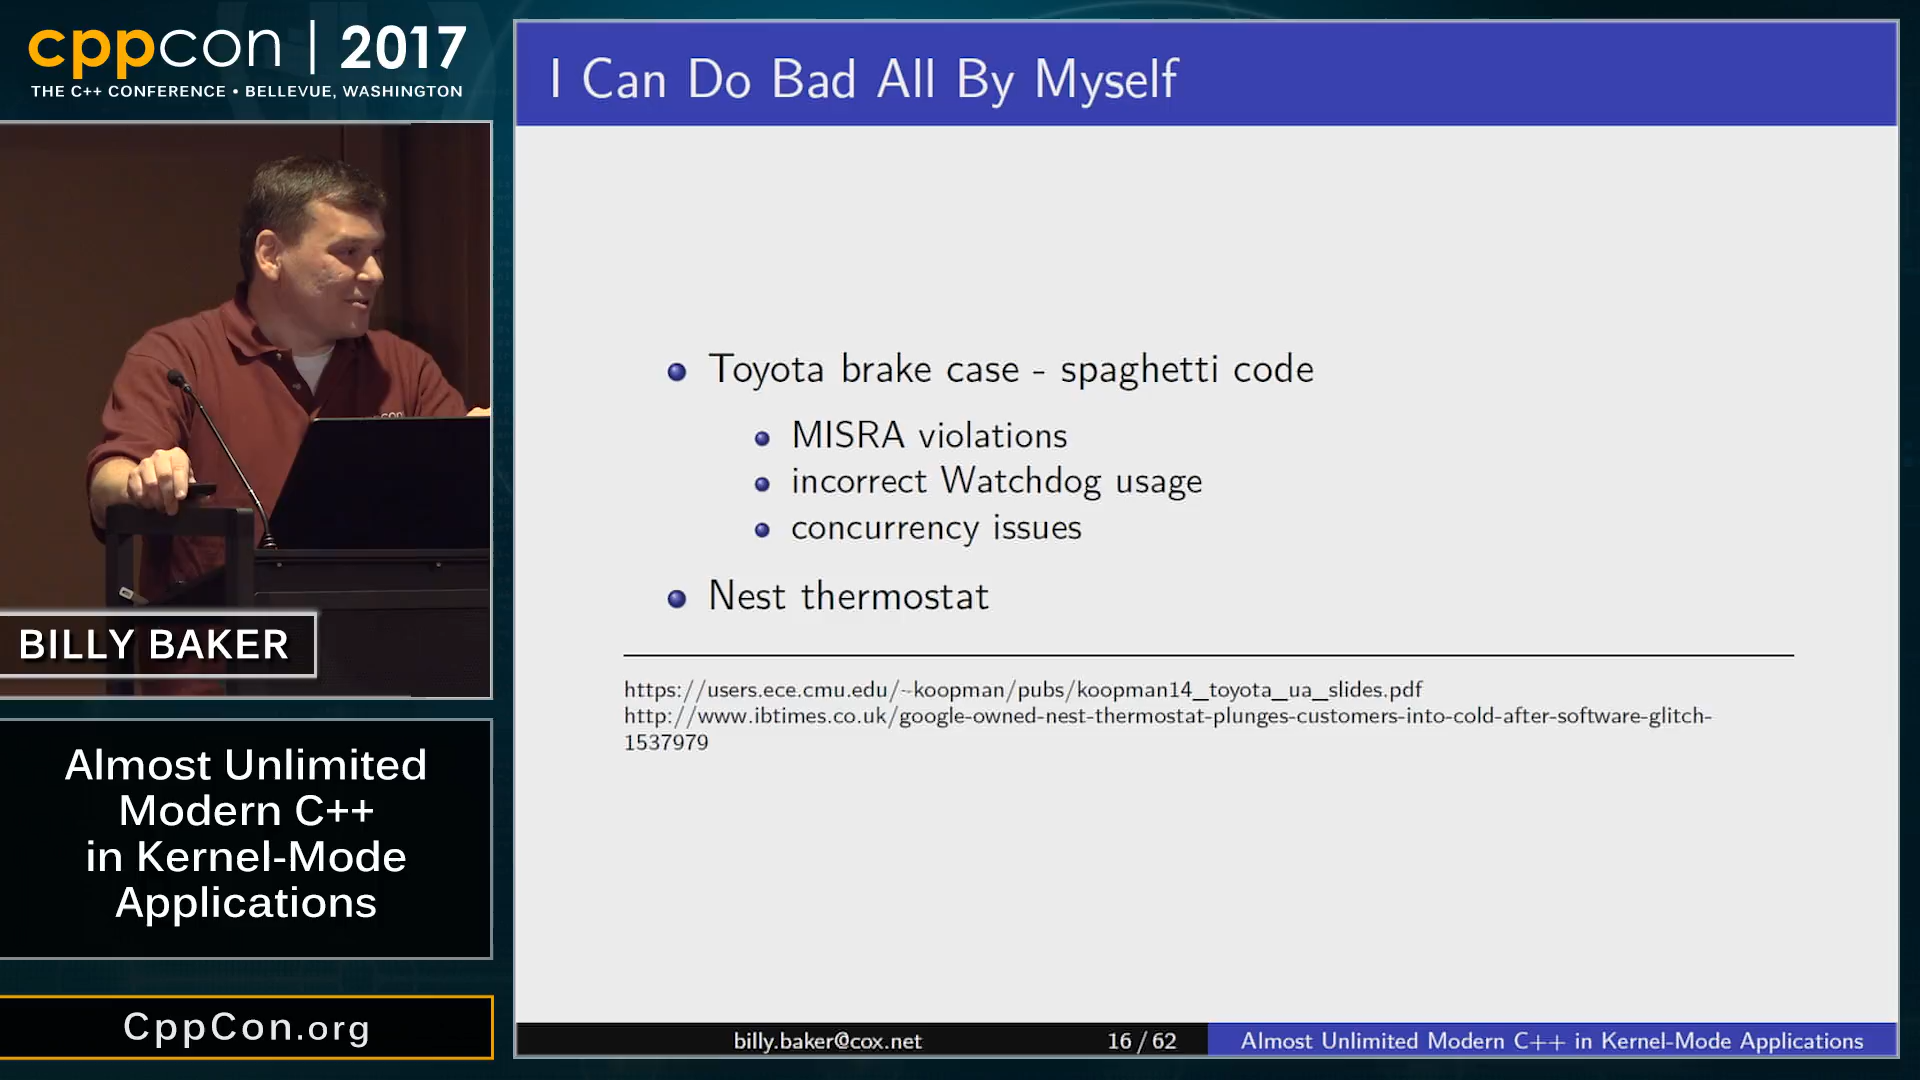 cppcon | 2017
THE C++ CONFERENCE • BELLEVUE, WASHINGTON
BILLY BAKER
Almost Unlimited
Modern C++
in Kernel-Mode
Applications
CppCon.org
I Can Do Bad All By Myself
Toyota brake case - spaghetti code
MISRA violations
incorrect Watchdog usage
concurrency issues
Nest thermostat
https://users.ece.cmu.edu/~koopman/pubs/koopman14_toyota_ua_slides.pdf
http://www.ibtimes.co.uk/google-owned-nest-thermostat-plunges-customers-into-cold-after-software-glitch-
1537979
billy.baker@cox.net
16 / 62
Almost Unlimited Modern C++ in Kernel-Mode Applications